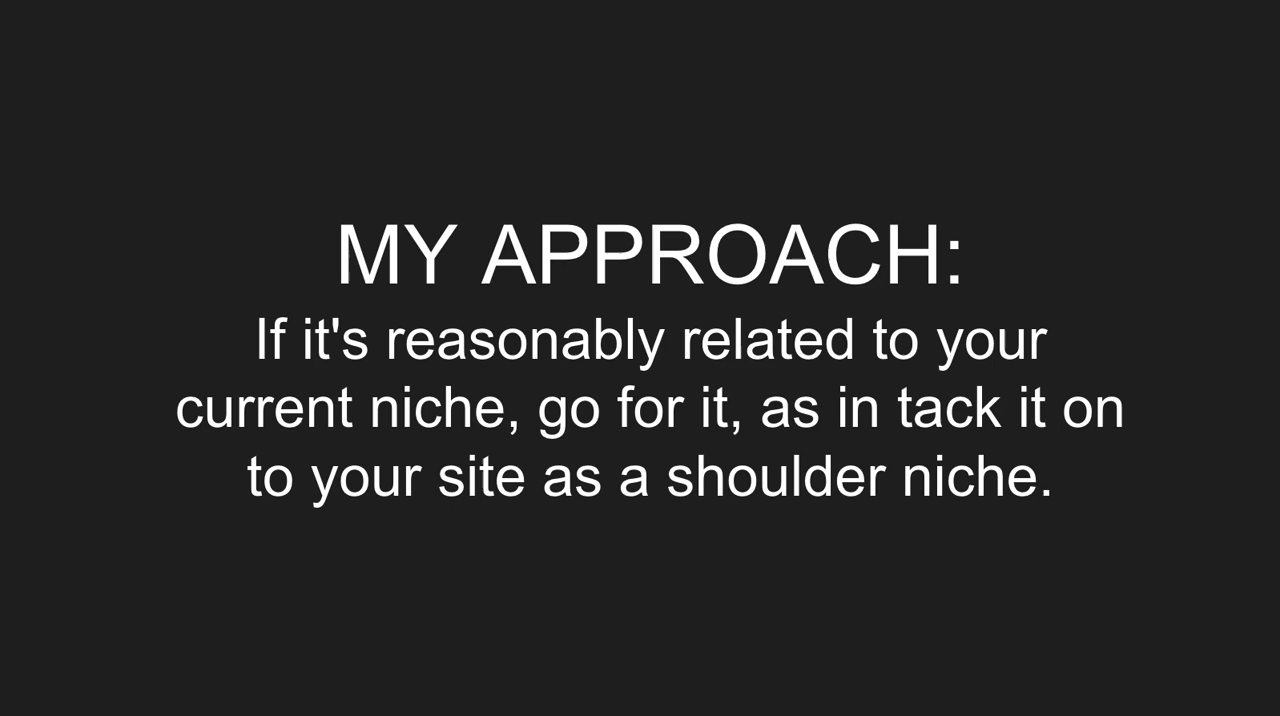 MY APPROACH:
If it's reasonably related to your
current niche, go for it, as in tack it on
to your site as a shoulder niche.